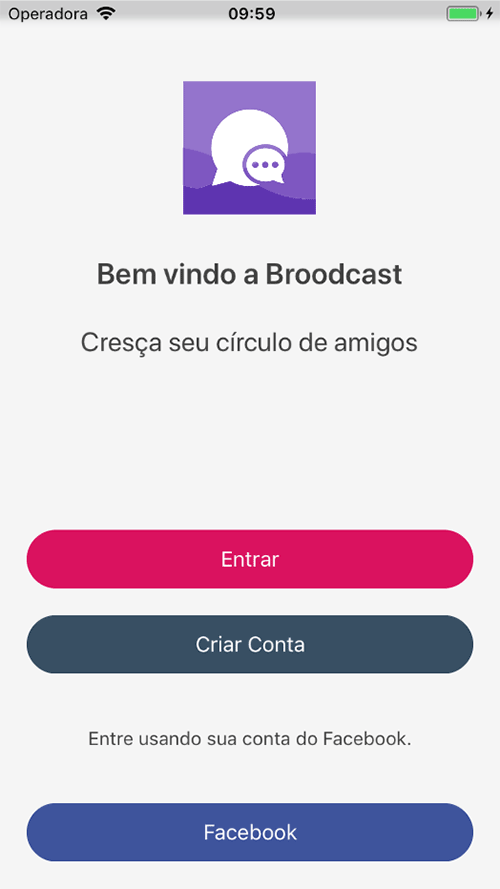 Operadora 09:59
Bem vindo a Broodcast
Cresça seu círculo de amigos
Entrar
Criar Conta
Entre usando sua conta do Facebook.
Facebook